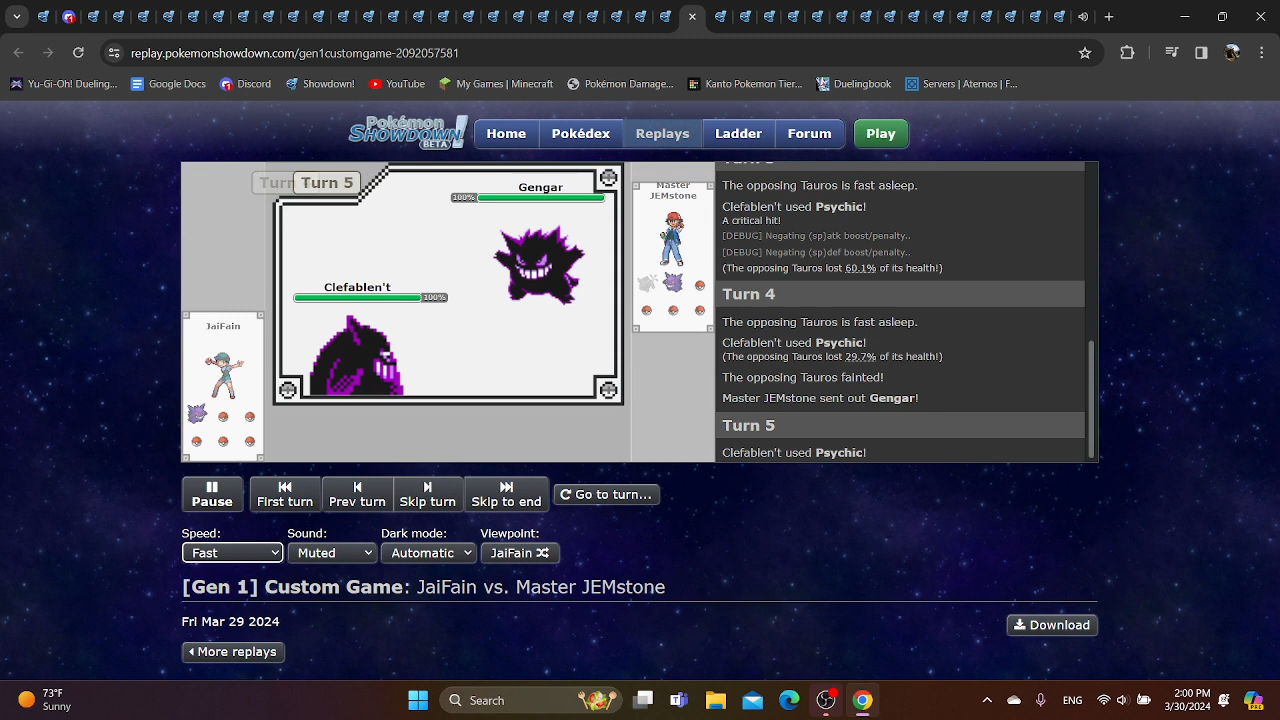 replay.pokemonshowdown.com/gen1customgame-2092057581
Yu-Gi-Oh! Dueling...
Google Docs
Discord
Showdown!
YouTube
My Games | Minecraft
Pokémon Damage...
Kanto Pokemon Tier...
Duelingbook
Servers | Aternos | F...
Pokémon
SHOWDOWN!
BETA
Home
Pokédex
Replays
Ladder
Forum
Play
Turn
Turn 5
Gengar
100%
Clefablen't
100%
JaiFain
Master
JEMstone
The opposing Tauros is fast asleep.
Clefablen't used Psychic!
A critical hit!
[DEBUG] Negating (sp)atk boost/penalty..
[DEBUG] Negating (sp)def boost/penalty..
(The opposing Tauros lost 60.1% of its health!)
Turn 4
The opposing Tauros is fast asleep.
Clefablen't used Psychic!
(The opposing Tauros lost 29.7% of its health!)
The opposing Tauros fainted!
Master JEMstone sent out Gengar!
Turn 5
Clefablen't used Psychic!
Pause
First turn
Prev turn
Skip turn
Skip to end
Go to turn...
Speed:
Sound:
Dark mode:
Viewpoint:
Fast
Muted
Automatic
JaiFain
[Gen 1] Custom Game: JaiFain vs. Master JEMstone
Fri Mar 29 2024
Download
More replays
73°F
Sunny
Search
ENG
2:00 PM
3/30/2024
PRE